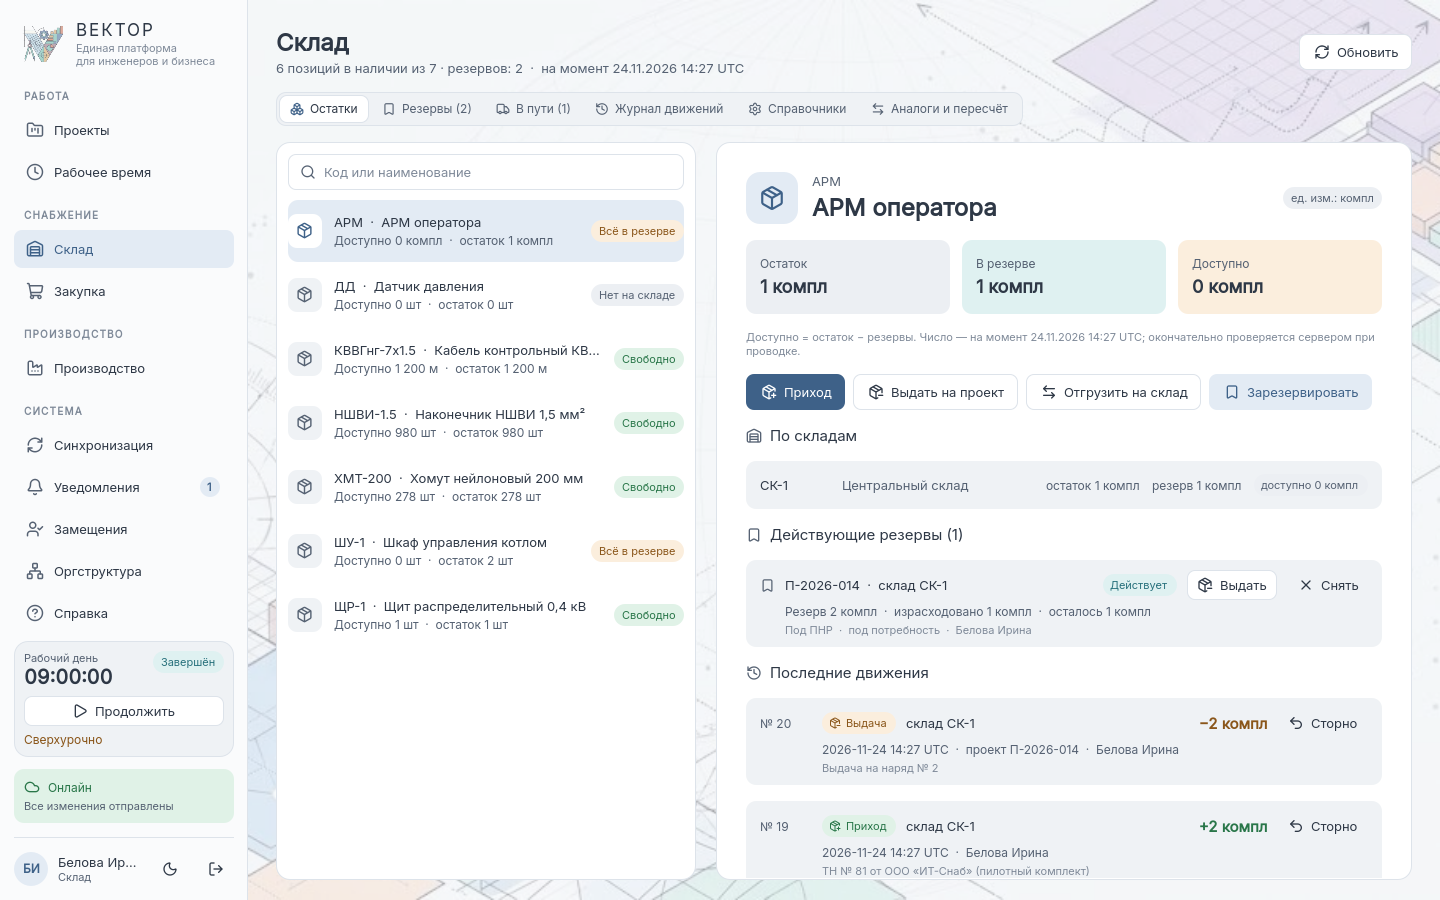 ВЕКТОР
Единая платформа
для инженеров и бизнеса
РАБОТА
Проекты
Рабочее время
СНАБЖЕНИЕ
Склад
Закупка
ПРОИЗВОДСТВО
Производство
СИСТЕМА
Синхронизация
Уведомления 1
Замещения
Оргструктура
Справка
Рабочий день Завершён
09:00:00
Продолжить
Сверхурочно
Онлайн
Все изменения отправлены
БИ Белова Ир...
Склад
Склад
6 позиций в наличии из 7 · резервов: 2 · на момент 24.11.2026 14:27 UTC
Обновить
Остатки Резервы (2) В пути (1) Журнал движений Справочники Аналоги и пересчёт
Код или наименование
АРМ · АРМ оператора
Доступно 0 компл · остаток 1 компл
Всё в резерве
ДД · Датчик давления
Доступно 0 шт · остаток 0 шт
Нет на складе
КВВГнг-7х1.5 · Кабель контрольный КВ...
Доступно 1 200 м · остаток 1 200 м
Свободно
НШВИ-1.5 · Наконечник НШВИ 1,5 мм²
Доступно 980 шт · остаток 980 шт
Свободно
ХМТ-200 · Хомут нейлоновый 200 мм
Доступно 278 шт · остаток 278 шт
Свободно
ШУ-1 · Шкаф управления котлом
Доступно 0 шт · остаток 2 шт
Всё в резерве
ЩР-1 · Щит распределительный 0,4 кВ
Доступно 1 шт · остаток 1 шт
Свободно
АРМ
АРМ оператора
ед. изм.: компл
Остаток
1 компл
В резерве
1 компл
Доступно
0 компл
Доступно = остаток − резервы. Число — на момент 24.11.2026 14:27 UTC; окончательно проверяется сервером при
проводке.
Приход Выдать на проект Отгрузить на склад Зарезервировать
По складам
СК-1 Центральный склад остаток 1 компл резерв 1 компл доступно 0 компл
Действующие резервы (1)
П-2026-014 · склад СК-1 Действует Выдать Снять
Резерв 2 компл · израсходовано 1 компл · осталось 1 компл
Под ПНР · под потребность · Белова Ирина
Последние движения
№ 20 Выдача склад СК-1 −2 компл Сторно
2026-11-24 14:27 UTC · проект П-2026-014 · Белова Ирина
Выдача на наряд № 2
№ 19 Приход склад СК-1 +2 компл Сторно
2026-11-24 14:27 UTC · Белова Ирина
ТН № 81 от ООО «ИТ-Снаб» (пилотный комплект)